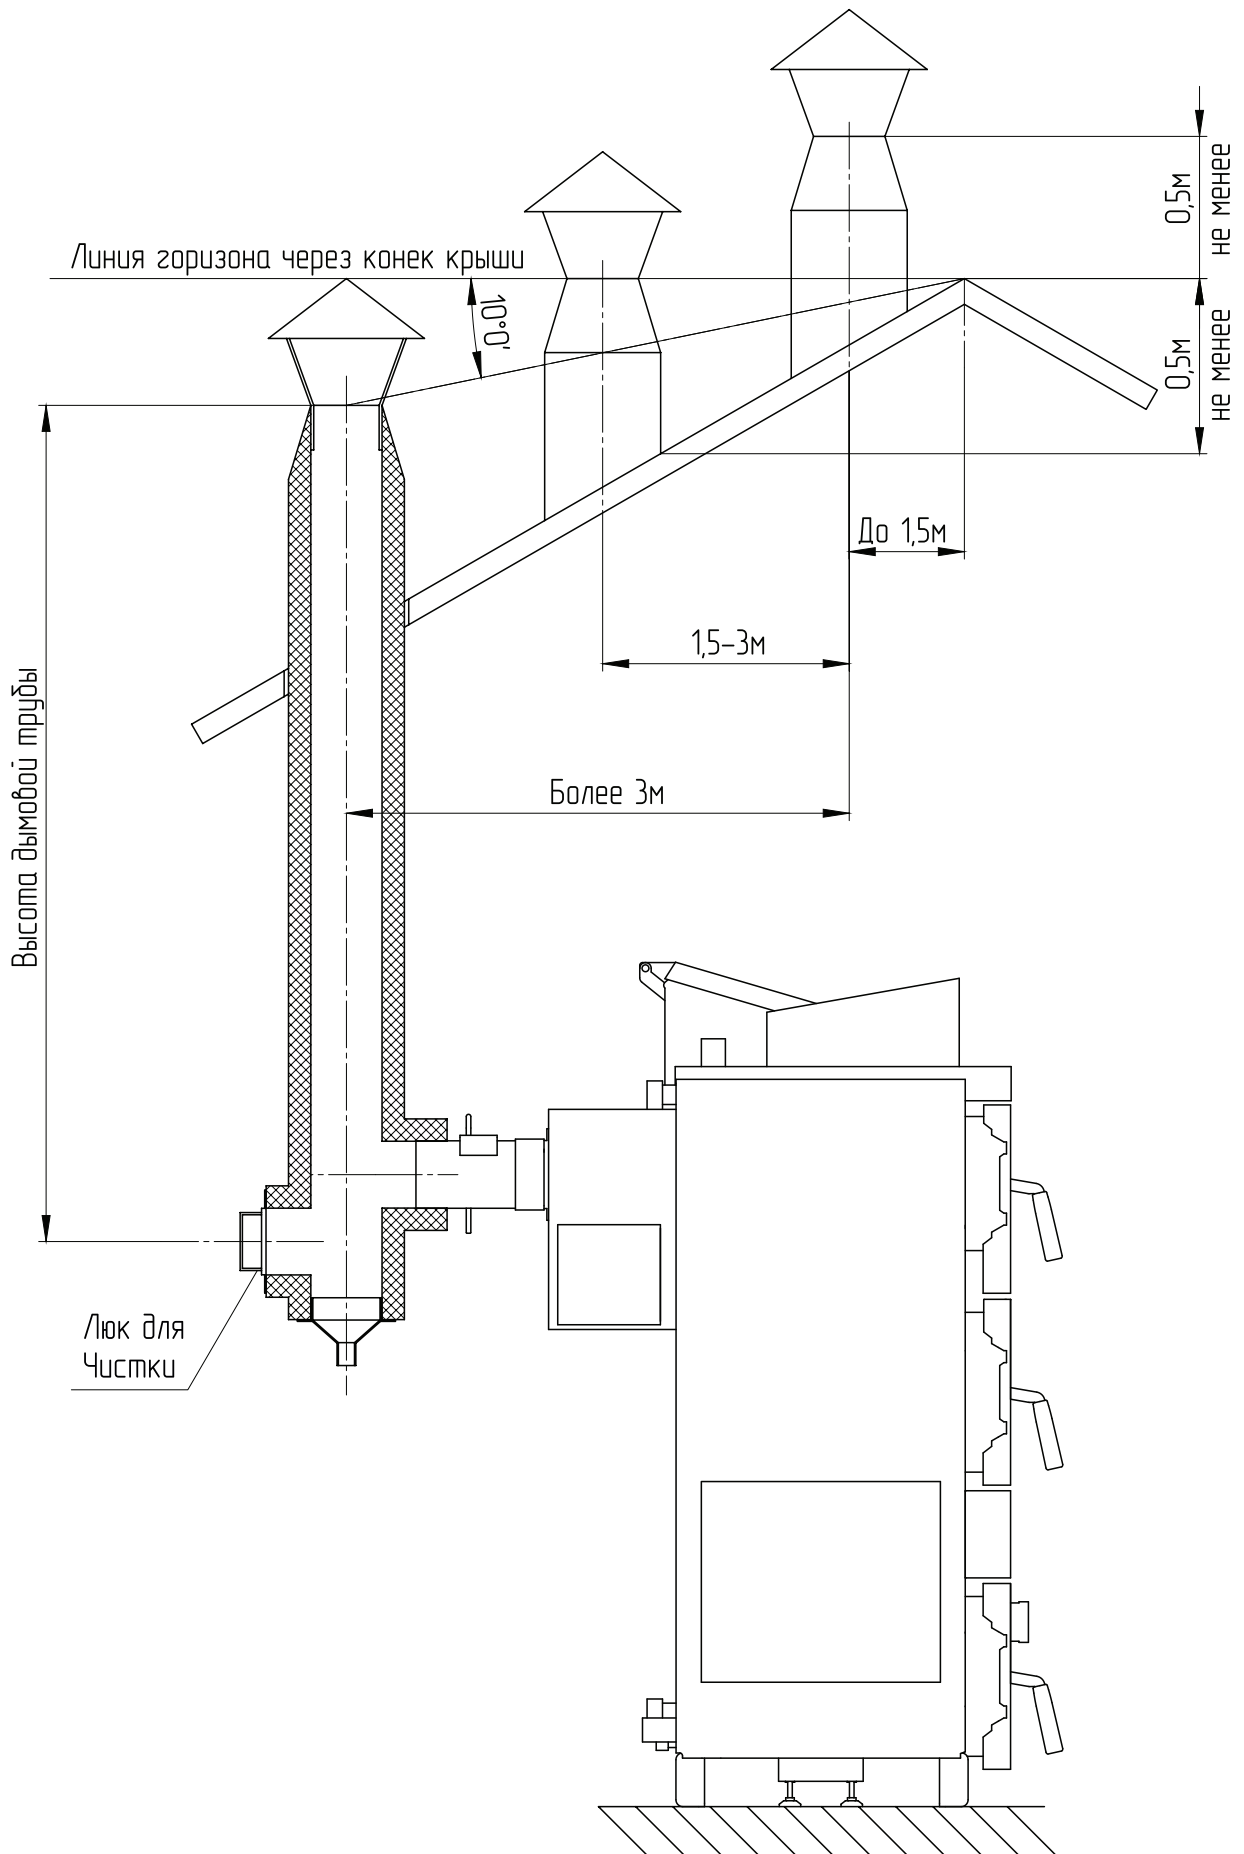 Линия горизона через конек крыши
10°0'
0,5м
не менее
0,5м
не менее
До 1,5м
1,5-3м
Более 3м
Высота дымовой трубы
Люк для
Чистки